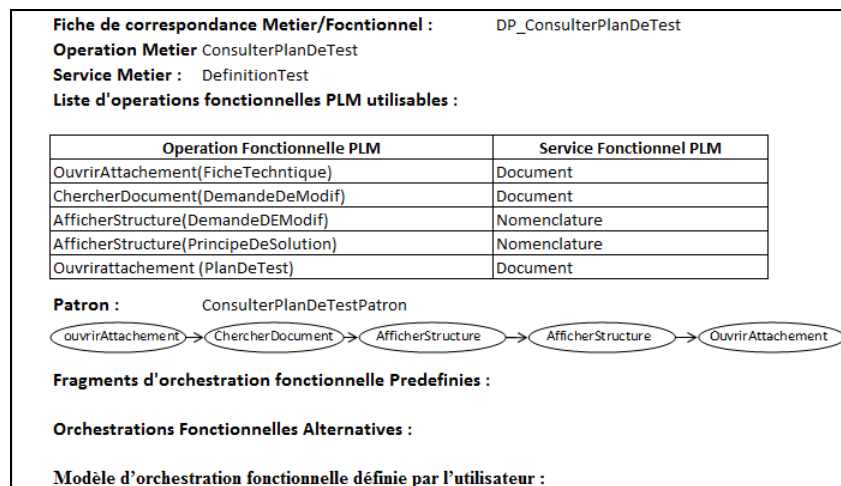 Fiche de correspondance Metier/Focntionnel : DP_ConsulterPlanDeTest
Operation Metier ConsulterPlanDeTest
Service Metier : DefinitionTest
Liste d'operations fonctionnelles PLM utilisables :
Operation Fonctionnelle PLM Service Fonctionnel PLM
OuvrirAttachement(FicheTechntique) Document
ChercherDocument(DemandeDeModif) Document
AfficherStructure(DemandeDEModif) Nomenclature
AfficherStructure(PrincipeDeSolution) Nomenclature
Ouvrirattachement (PlanDeTest) Document
Patron : ConsulterPlanDeTestPatron
ouvrirAttachement ChercherDocument AfficherStructure AfficherStructure OuvrirAttachement
Fragments d'orchestration fonctionnelle Predefinies :
Orchestrations Fonctionnelles Alternatives :
Modèle d'orchestration fonctionnelle définie par l'utilisateur :